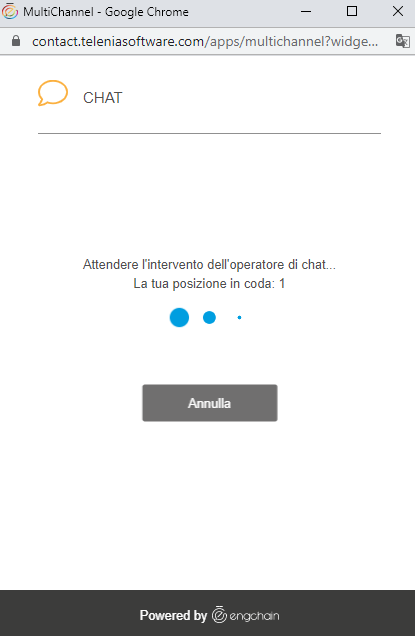 MultiChannel - Google Chrome
contact.teleniasoftware.com/apps/multichannel?widge...
CHAT
Attendere l'intervento dell'operatore di chat...
La tua posizione in coda: 1
Annulla
Powered by engchain